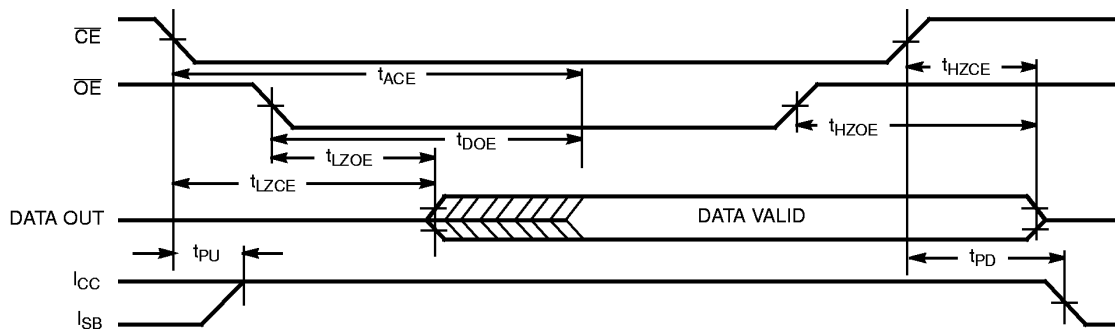 CE
tACE
tHZCE
OE
tHZOE
tDOE
tLZOE
tLZCE
DATA OUT
DATA VALID
tPU
tPD
ICC
ISB